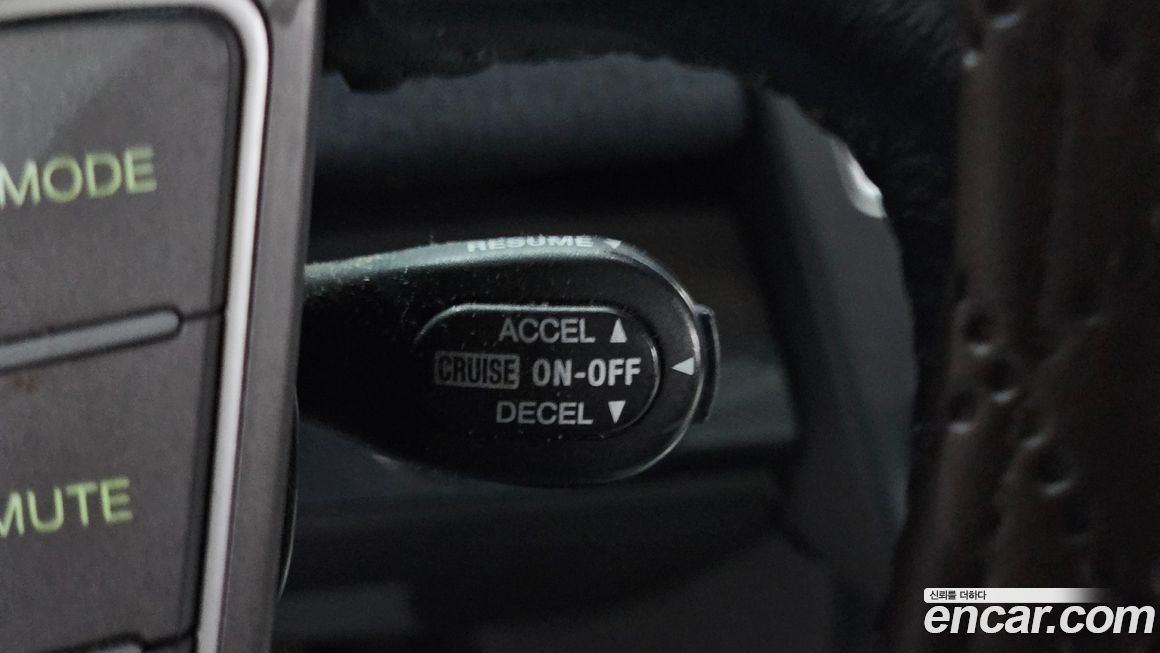 MODE
MUTE
RESUME ▼
ACCEL ▲
CRUISE ON-OFF ◀
DECEL ▼
신뢰를 더하다
encar.com